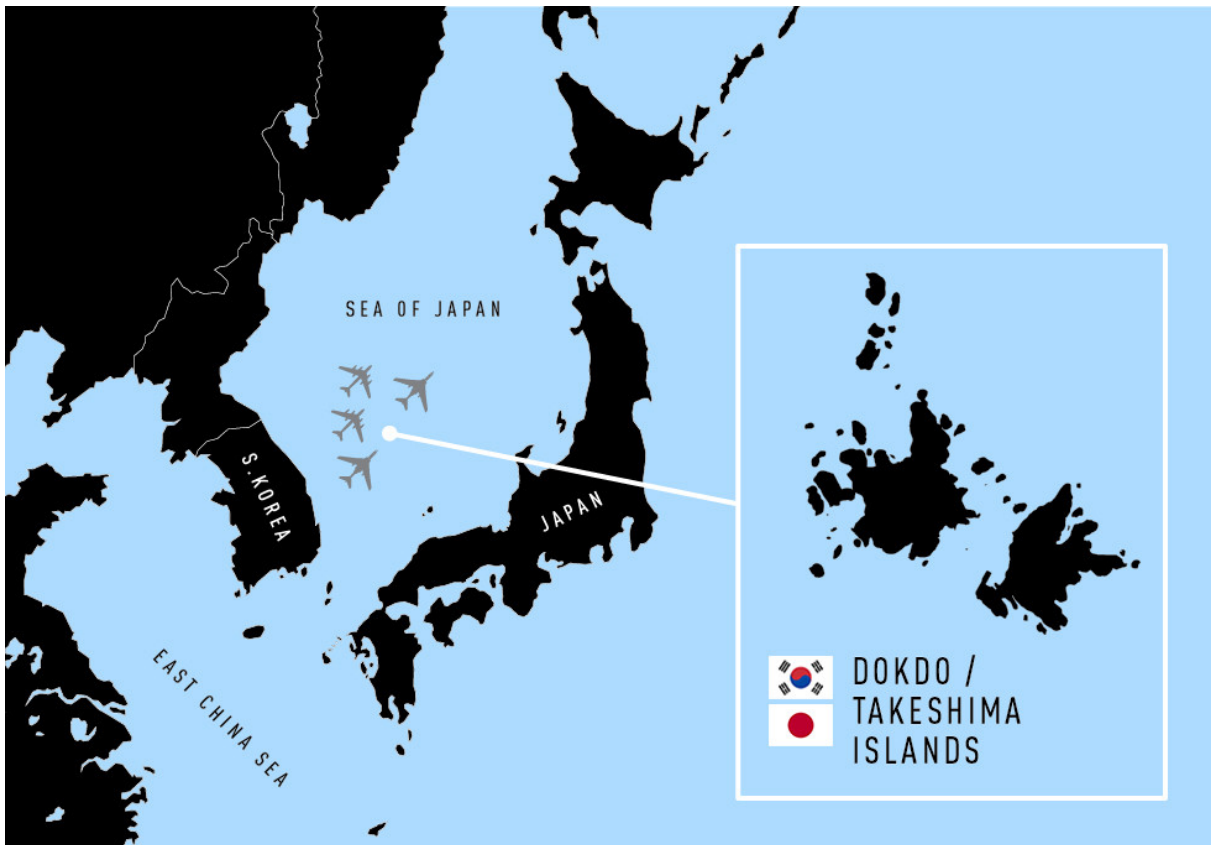 SEA OF JAPAN
S.KOREA
JAPAN
EAST CHINA SEA
DOKDO /
TAKESHIMA
ISLANDS